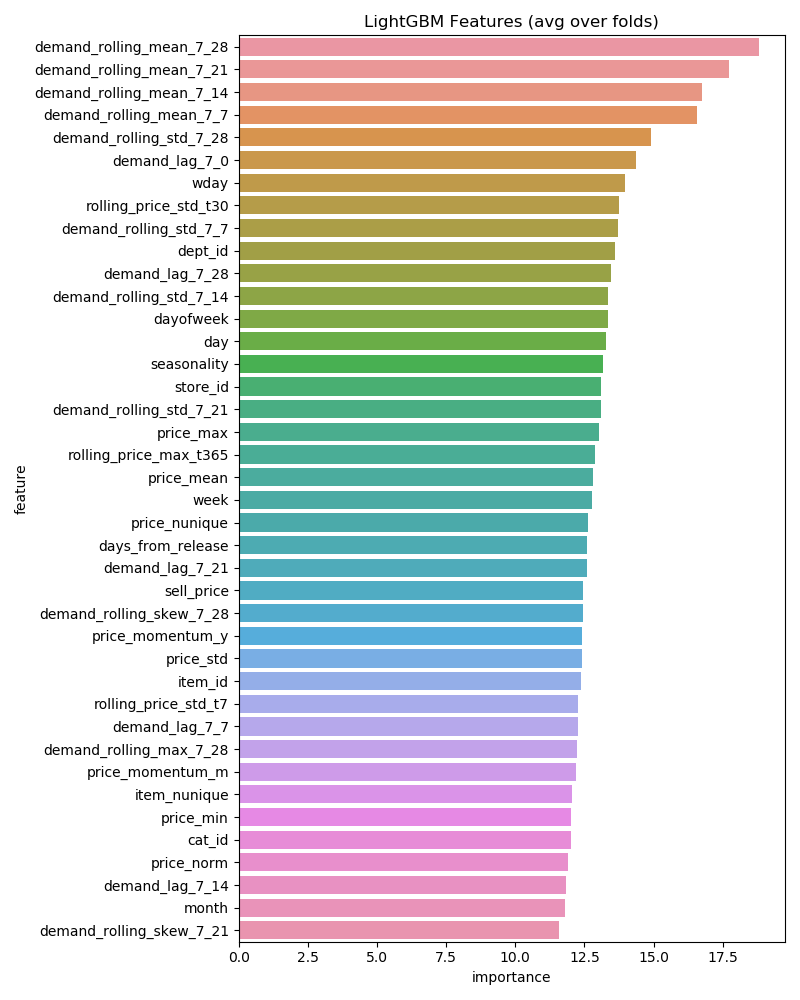 LightGBM Features (avg over folds)
feature
demand_rolling_mean_7_28
demand_rolling_mean_7_21
demand_rolling_mean_7_14
demand_rolling_mean_7_7
demand_rolling_std_7_28
demand_lag_7_0
wday
rolling_price_std_t30
demand_rolling_std_7_7
dept_id
demand_lag_7_28
demand_rolling_std_7_14
dayofweek
day
seasonality
store_id
demand_rolling_std_7_21
price_max
rolling_price_max_t365
price_mean
week
price_nunique
days_from_release
demand_lag_7_21
sell_price
demand_rolling_skew_7_28
price_momentum_y
price_std
item_id
rolling_price_std_t7
demand_lag_7_7
demand_rolling_max_7_28
price_momentum_m
item_nunique
price_min
cat_id
price_norm
demand_lag_7_14
month
demand_rolling_skew_7_21
0.0 2.5 5.0 7.5 10.0 12.5 15.0 17.5
importance